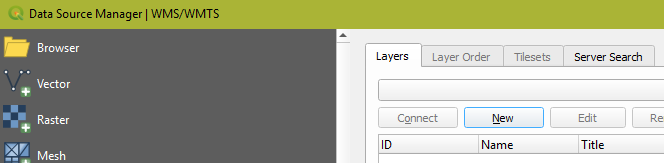 Data Source Manager | WMS/WMTS
Browser
Vector
Raster
Mesh
Layers Layer Order Tilesets Server Search
Connect New Edit
ID Name Title